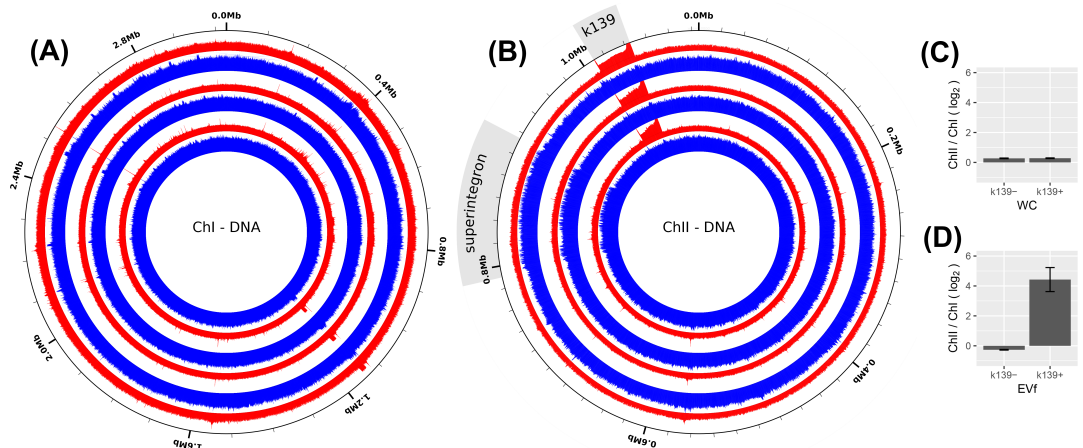 (A)
0.0Mb
0.4Mb
0.8Mb
1.2Mb
1.6Mb
2.0Mb
2.4Mb
2.8Mb
ChI - DNA
(B)
0.0Mb
0.2Mb
0.4Mb
0.6Mb
0.8Mb
1.0Mb
k139
superintegron
ChII - DNA
(C)
ChII / ChI ( log2 )
6
4
2
0
k139− k139+
WC
(D)
ChII / ChI ( log2 )
6
4
2
0
k139− k139+
EVf